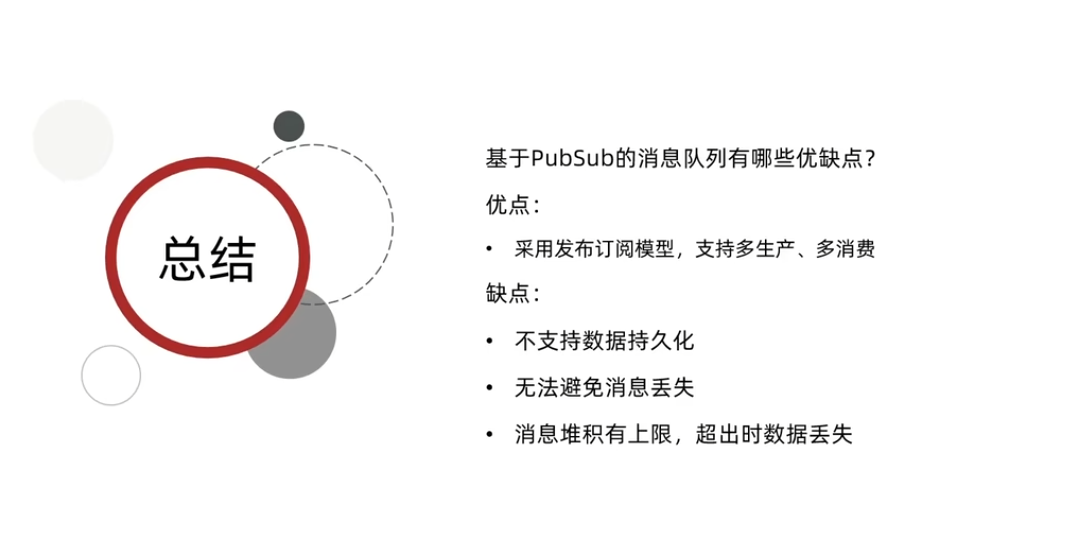 总结
基于PubSub的消息队列有哪些优缺点?
优点:
• 采用发布订阅模型,支持多生产、多消费
缺点:
• 不支持数据持久化
• 无法避免消息丢失
• 消息堆积有上限,超出时数据丢失